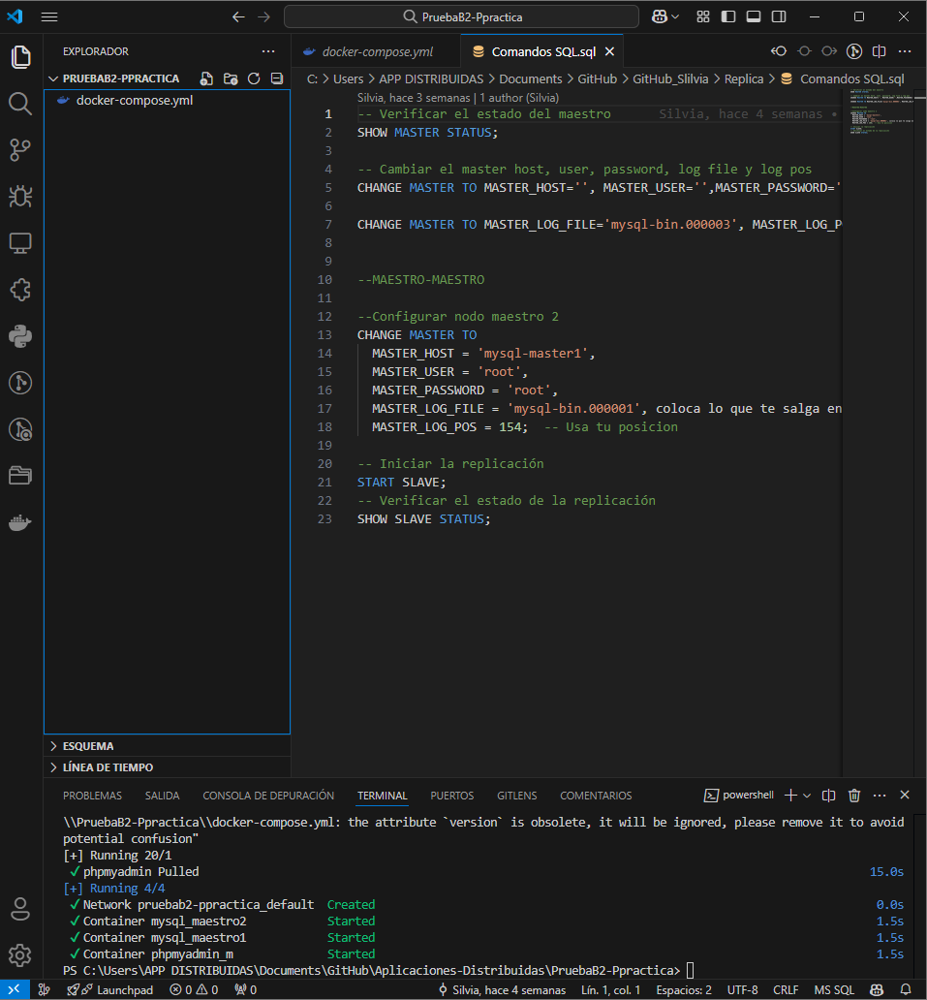 PruebaB2-Ppractica
EXPLORADOR
PRUEBAB2-PPRACTICA
docker-compose.yml
docker-compose.yml
Comandos SQL.sql
C: > Users > APP DISTRIBUIDAS > Documents > GitHub > GitHub_Slilvia > Replica > Comandos SQL.sql
Silvia, hace 3 semanas | 1 author (Silvia)
1 -- Verificar el estado del maestro Silvia, hace 4 semanas •
2 SHOW MASTER STATUS;
3
4 -- Cambiar el master host, user, password, log file y log pos
5 CHANGE MASTER TO MASTER_HOST='', MASTER_USER='',MASTER_PASSWORD='
6
7 CHANGE MASTER TO MASTER_LOG_FILE='mysql-bin.000003', MASTER_LOG_P
8
9
10 --MAESTRO-MAESTRO
11
12 --Configurar nodo maestro 2
13 CHANGE MASTER TO
14 MASTER_HOST = 'mysql-master1',
15 MASTER_USER = 'root',
16 MASTER_PASSWORD = 'root',
17 MASTER_LOG_FILE = 'mysql-bin.000001', coloca lo que te salga en
18 MASTER_LOG_POS = 154; -- Usa tu posicion
19
20 -- Iniciar la replicación
21 START SLAVE;
22 -- Verificar el estado de la replicación
23 SHOW SLAVE STATUS;
ESQUEMA
LÍNEA DE TIEMPO
PROBLEMAS SALIDA CONSOLA DE DEPURACIÓN TERMINAL PUERTOS GITLENS COMENTARIOS
powershell
\\PruebaB2-Ppractica\\docker-compose.yml: the attribute `version` is obsolete, it will be ignored, please remove it to avoid
potential confusion"
[+] Running 20/1
✓ phpmyadmin Pulled 15.0s
[+] Running 4/4
✓ Network pruebab2-ppractica_default Created 0.0s
✓ Container mysql_maestro2 Started 1.5s
✓ Container mysql_maestro1 Started 1.5s
✓ Container phpmyadmin_m Started 1.5s
PS C:\Users\APP DISTRIBUIDAS\Documents\GitHub\Aplicaciones-Distribuidas\PruebaB2-Ppractica>
Launchpad 0 0 0 Silvia, hace 4 semanas Lín. 1, col. 1 Espacios: 2 UTF-8 CRLF MS SQL